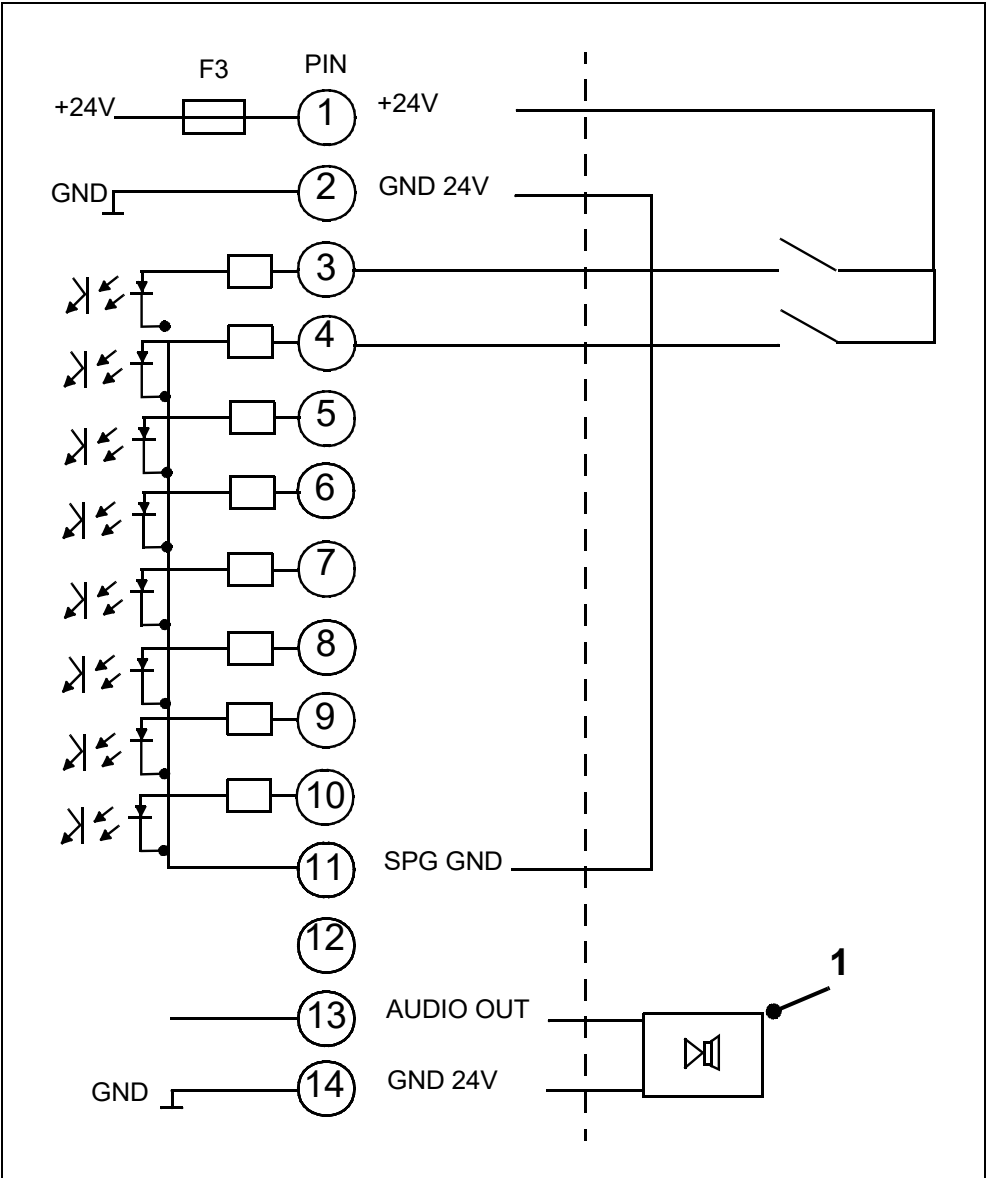 F3 PIN
+24V 1 +24V
GND 2 GND 24V
3
4
5
6
7
8
9
10
11 SPG GND
12
1
13 AUDIO OUT
GND 14 GND 24V